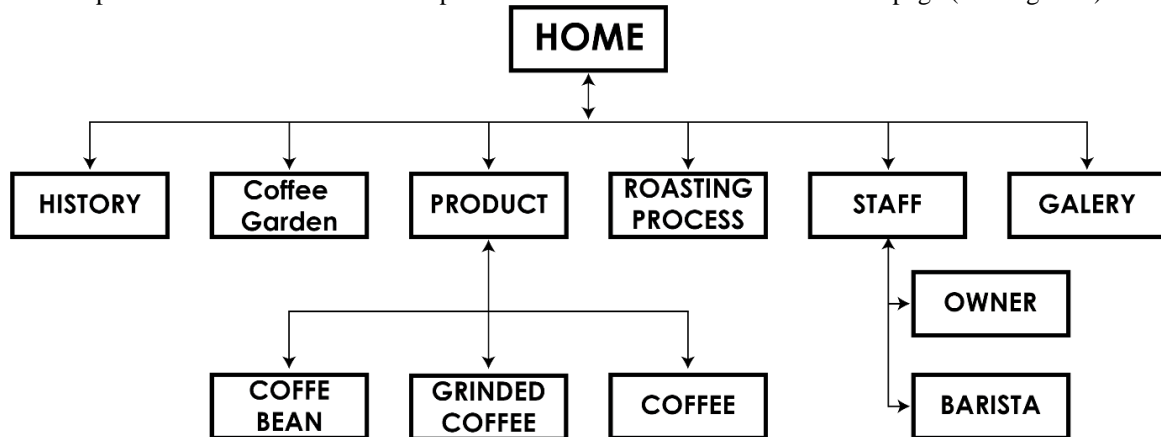 HOME
HISTORY
Coffee
Garden
PRODUCT
ROASTING
PROCESS
STAFF
GALERY
OWNER
COFFE
BEAN
GRINDED
COFFEE
COFFEE
BARISTA